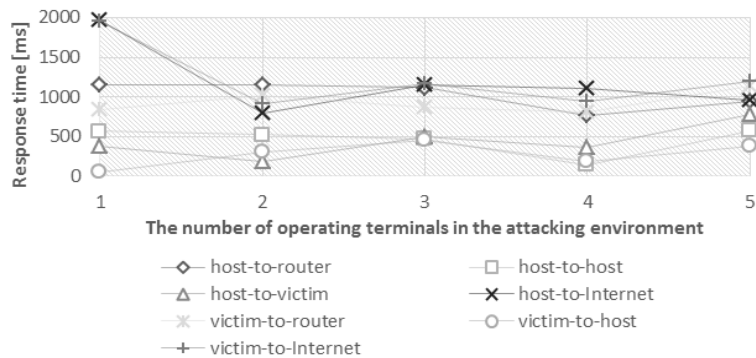 2000
1500
1000
500
0
Response time [ms]
1 2 3 4 5
The number of operating terminals in the attacking environment
host-to-router host-to-host
host-to-victim host-to-Internet
victim-to-router victim-to-host
victim-to-Internet